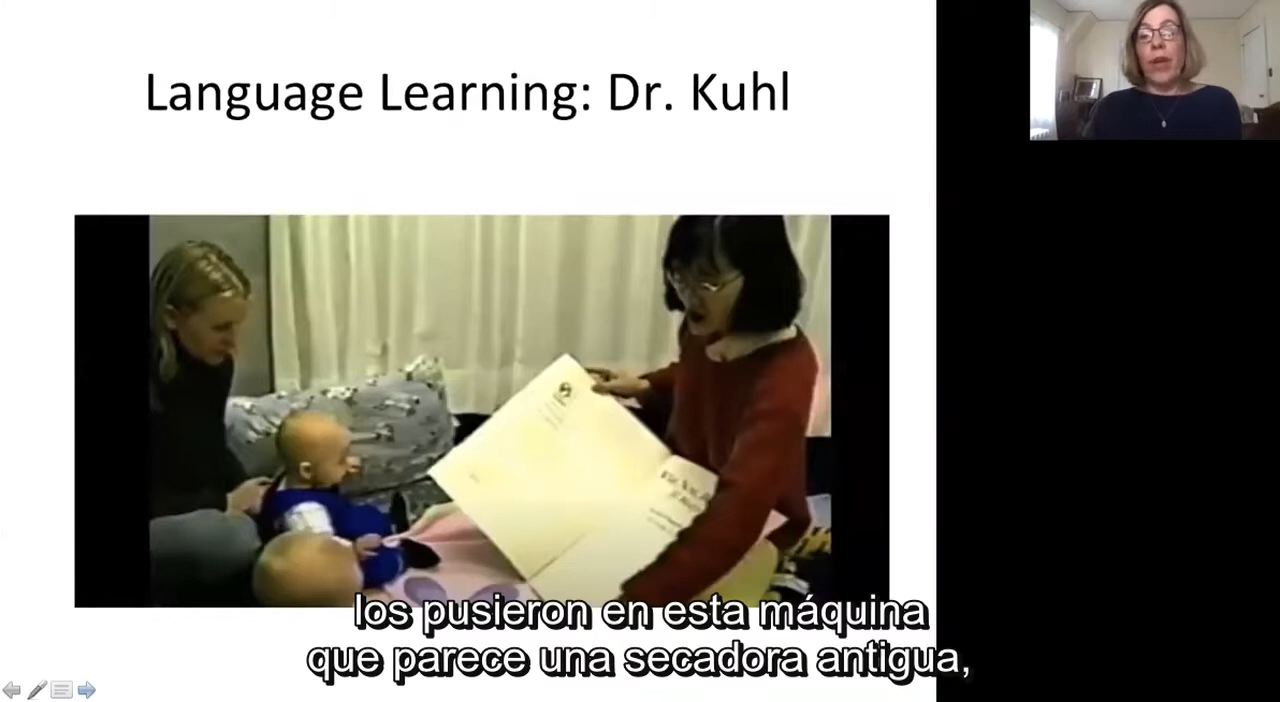 Language Learning: Dr. Kuhl
los pusieron en esta máquina
que parece una secadora antigua,